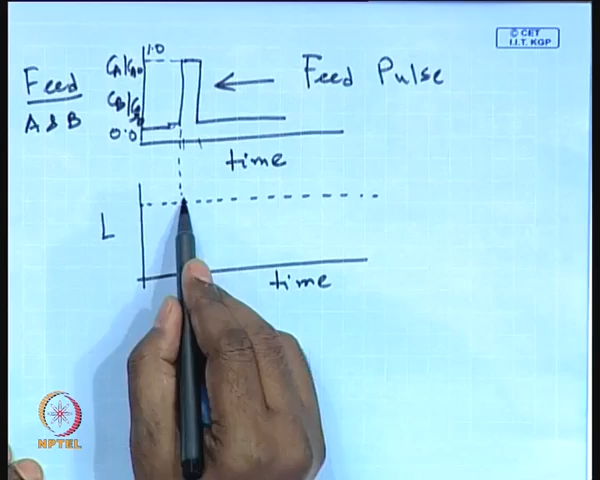 © CET
I.I.T. KGP
1.0
Feed
A & B
CA/CA0
CB/CB0
0.0
Feed Pulse
time
L
time
NPTEL